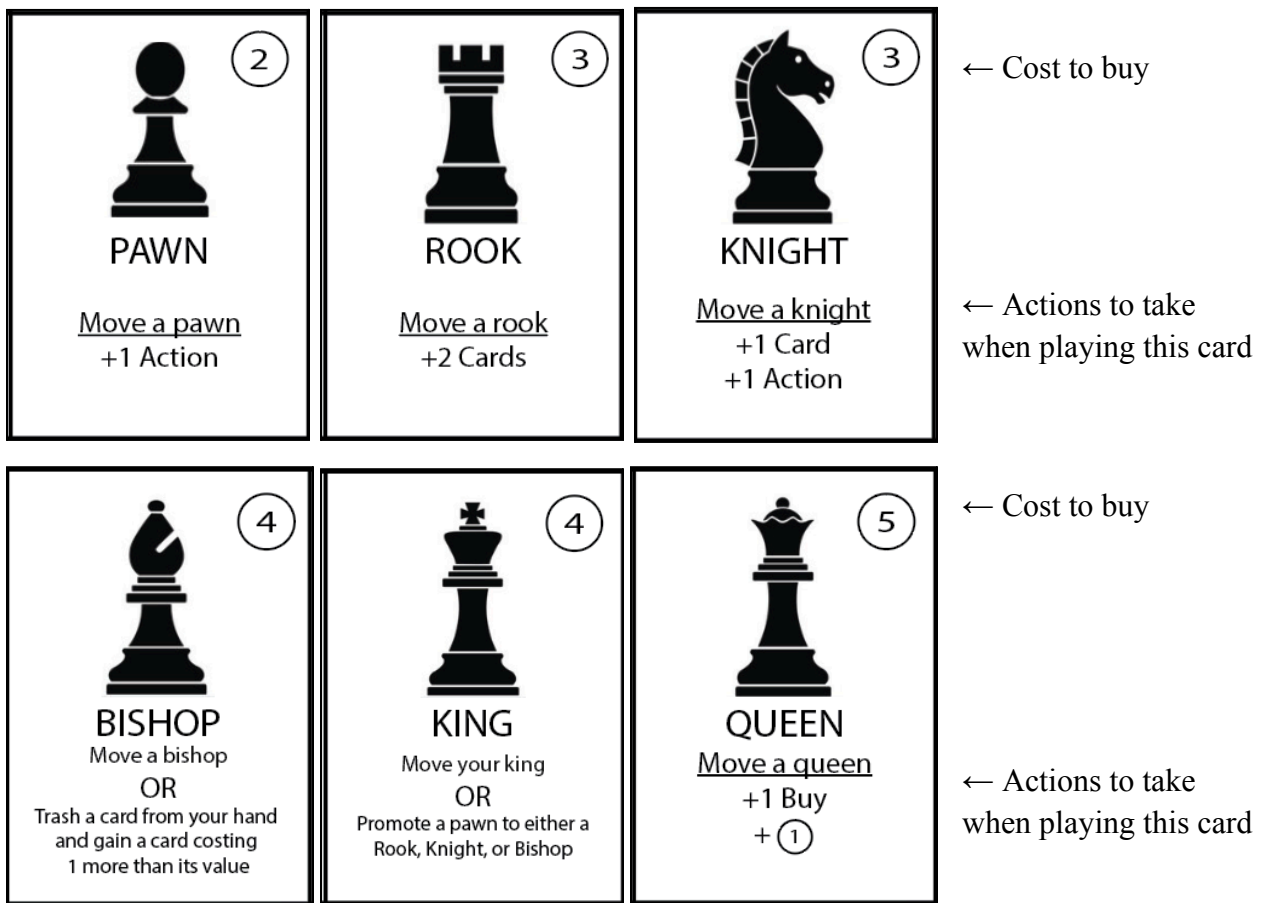 2
PAWN
Move a pawn
+1 Action
3
ROOK
Move a rook
+2 Cards
3
KNIGHT
Move a knight
+1 Card
+1 Action
← Cost to buy
← Actions to take
when playing this card
4
BISHOP
Move a bishop
OR
Trash a card from your hand
and gain a card costing
1 more than its value
4
KING
Move your king
OR
Promote a pawn to either a
Rook, Knight, or Bishop
5
QUEEN
Move a queen
+1 Buy
+ 1
← Cost to buy
← Actions to take
when playing this card